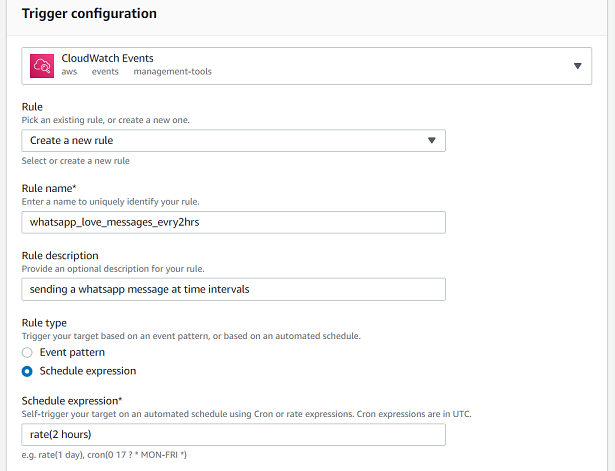 Trigger configuration
CloudWatch Events
aws events management-tools
Rule
Pick an existing rule, or create a new one.
Create a new rule
Select or create a new rule
Rule name*
Enter a name to uniquely identify your rule.
whatsapp_love_messages_evry2hrs
Rule description
Provide an optional description for your rule.
sending a whatsapp message at time intervals
Rule type
Trigger your target based on an event pattern, or based on an automated schedule.
Event pattern
Schedule expression
Schedule expression*
Self-trigger your target on an automated schedule using Cron or rate expressions. Cron expressions are in UTC.
rate(2 hours)
e.g. rate(1 day), cron(0 17 ? * MON-FRI *)